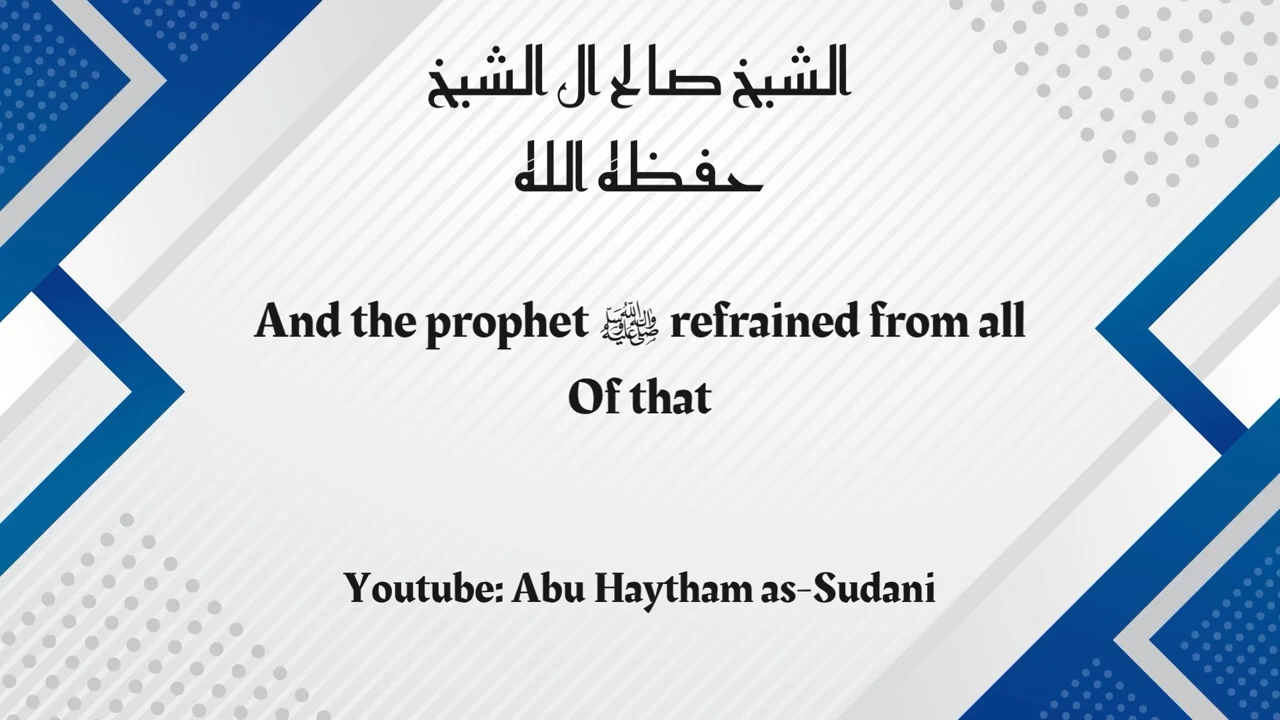 الشيخ صالح ال الشيخ
حفظه الله
And the prophet ﷺ refrained from all
Of that
Youtube: Abu Haytham as-Sudani